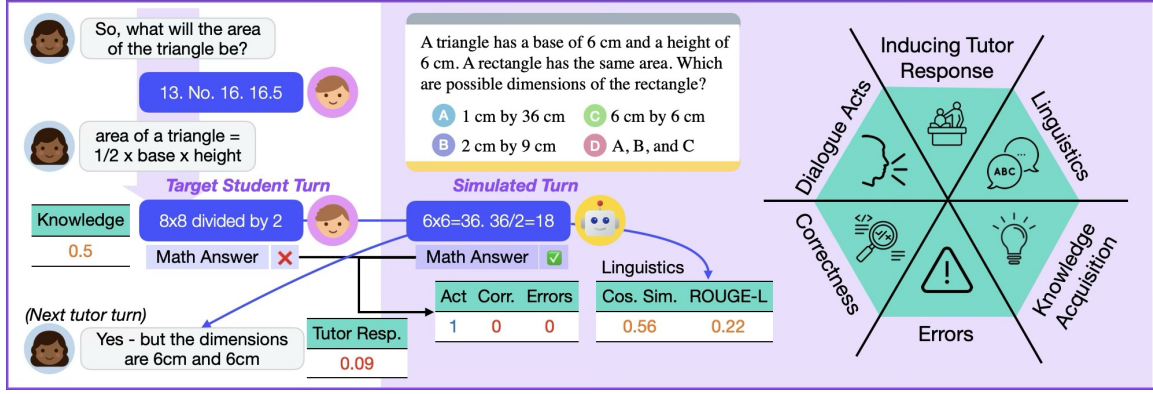 So, what will the area
of the triangle be?
13. No. 16. 16.5
area of a triangle =
1/2 x base x height
Target Student Turn
Knowledge
0.5
8x8 divided by 2
Math Answer
(Next tutor turn)
Yes - but the dimensions
are 6cm and 6cm
Tutor Resp.
0.09
A triangle has a base of 6 cm and a height of
6 cm. A rectangle has the same area. Which
are possible dimensions of the rectangle?
A 1 cm by 36 cm
C 6 cm by 6 cm
B 2 cm by 9 cm
D A, B, and C
Simulated Turn
6x6=36. 36/2=18
Math Answer
Act Corr. Errors
1 0 0
Linguistics
Cos. Sim. ROUGE-L
0.56 0.22
Inducing Tutor
Response
Dialogue Acts
Linguistics
ABC
Correctness
Knowledge
Acquisition
Errors